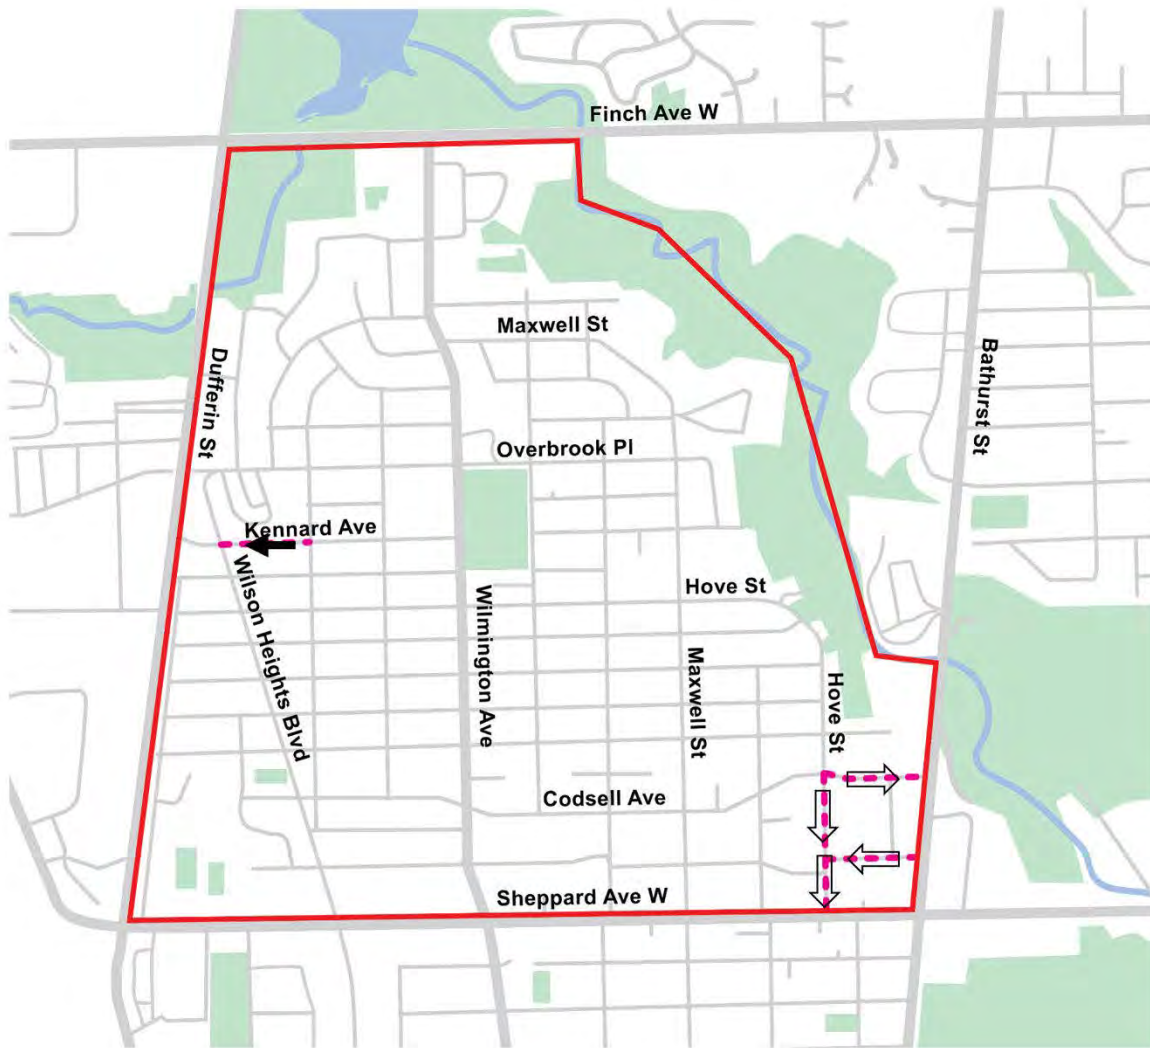 Finch Ave W
Maxwell St
Dufferin St
Bathurst St
Overbrook Pl
Kennard Ave
Wilson Heights Blvd
Hove St
Wilmington Ave
Maxwell St
Hove St
Codsell Ave
Sheppard Ave W